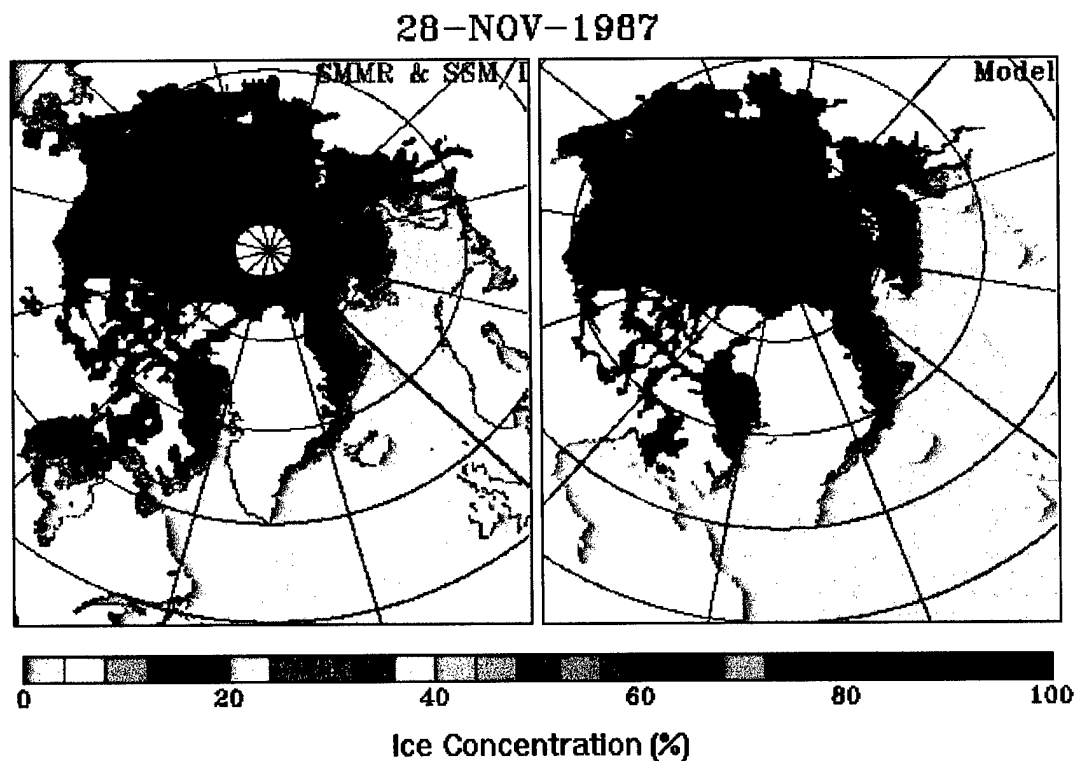 28-NOV-1987
SMMR & SSM/I
Model
0 20 40 60 80 100
Ice Concentration (%)